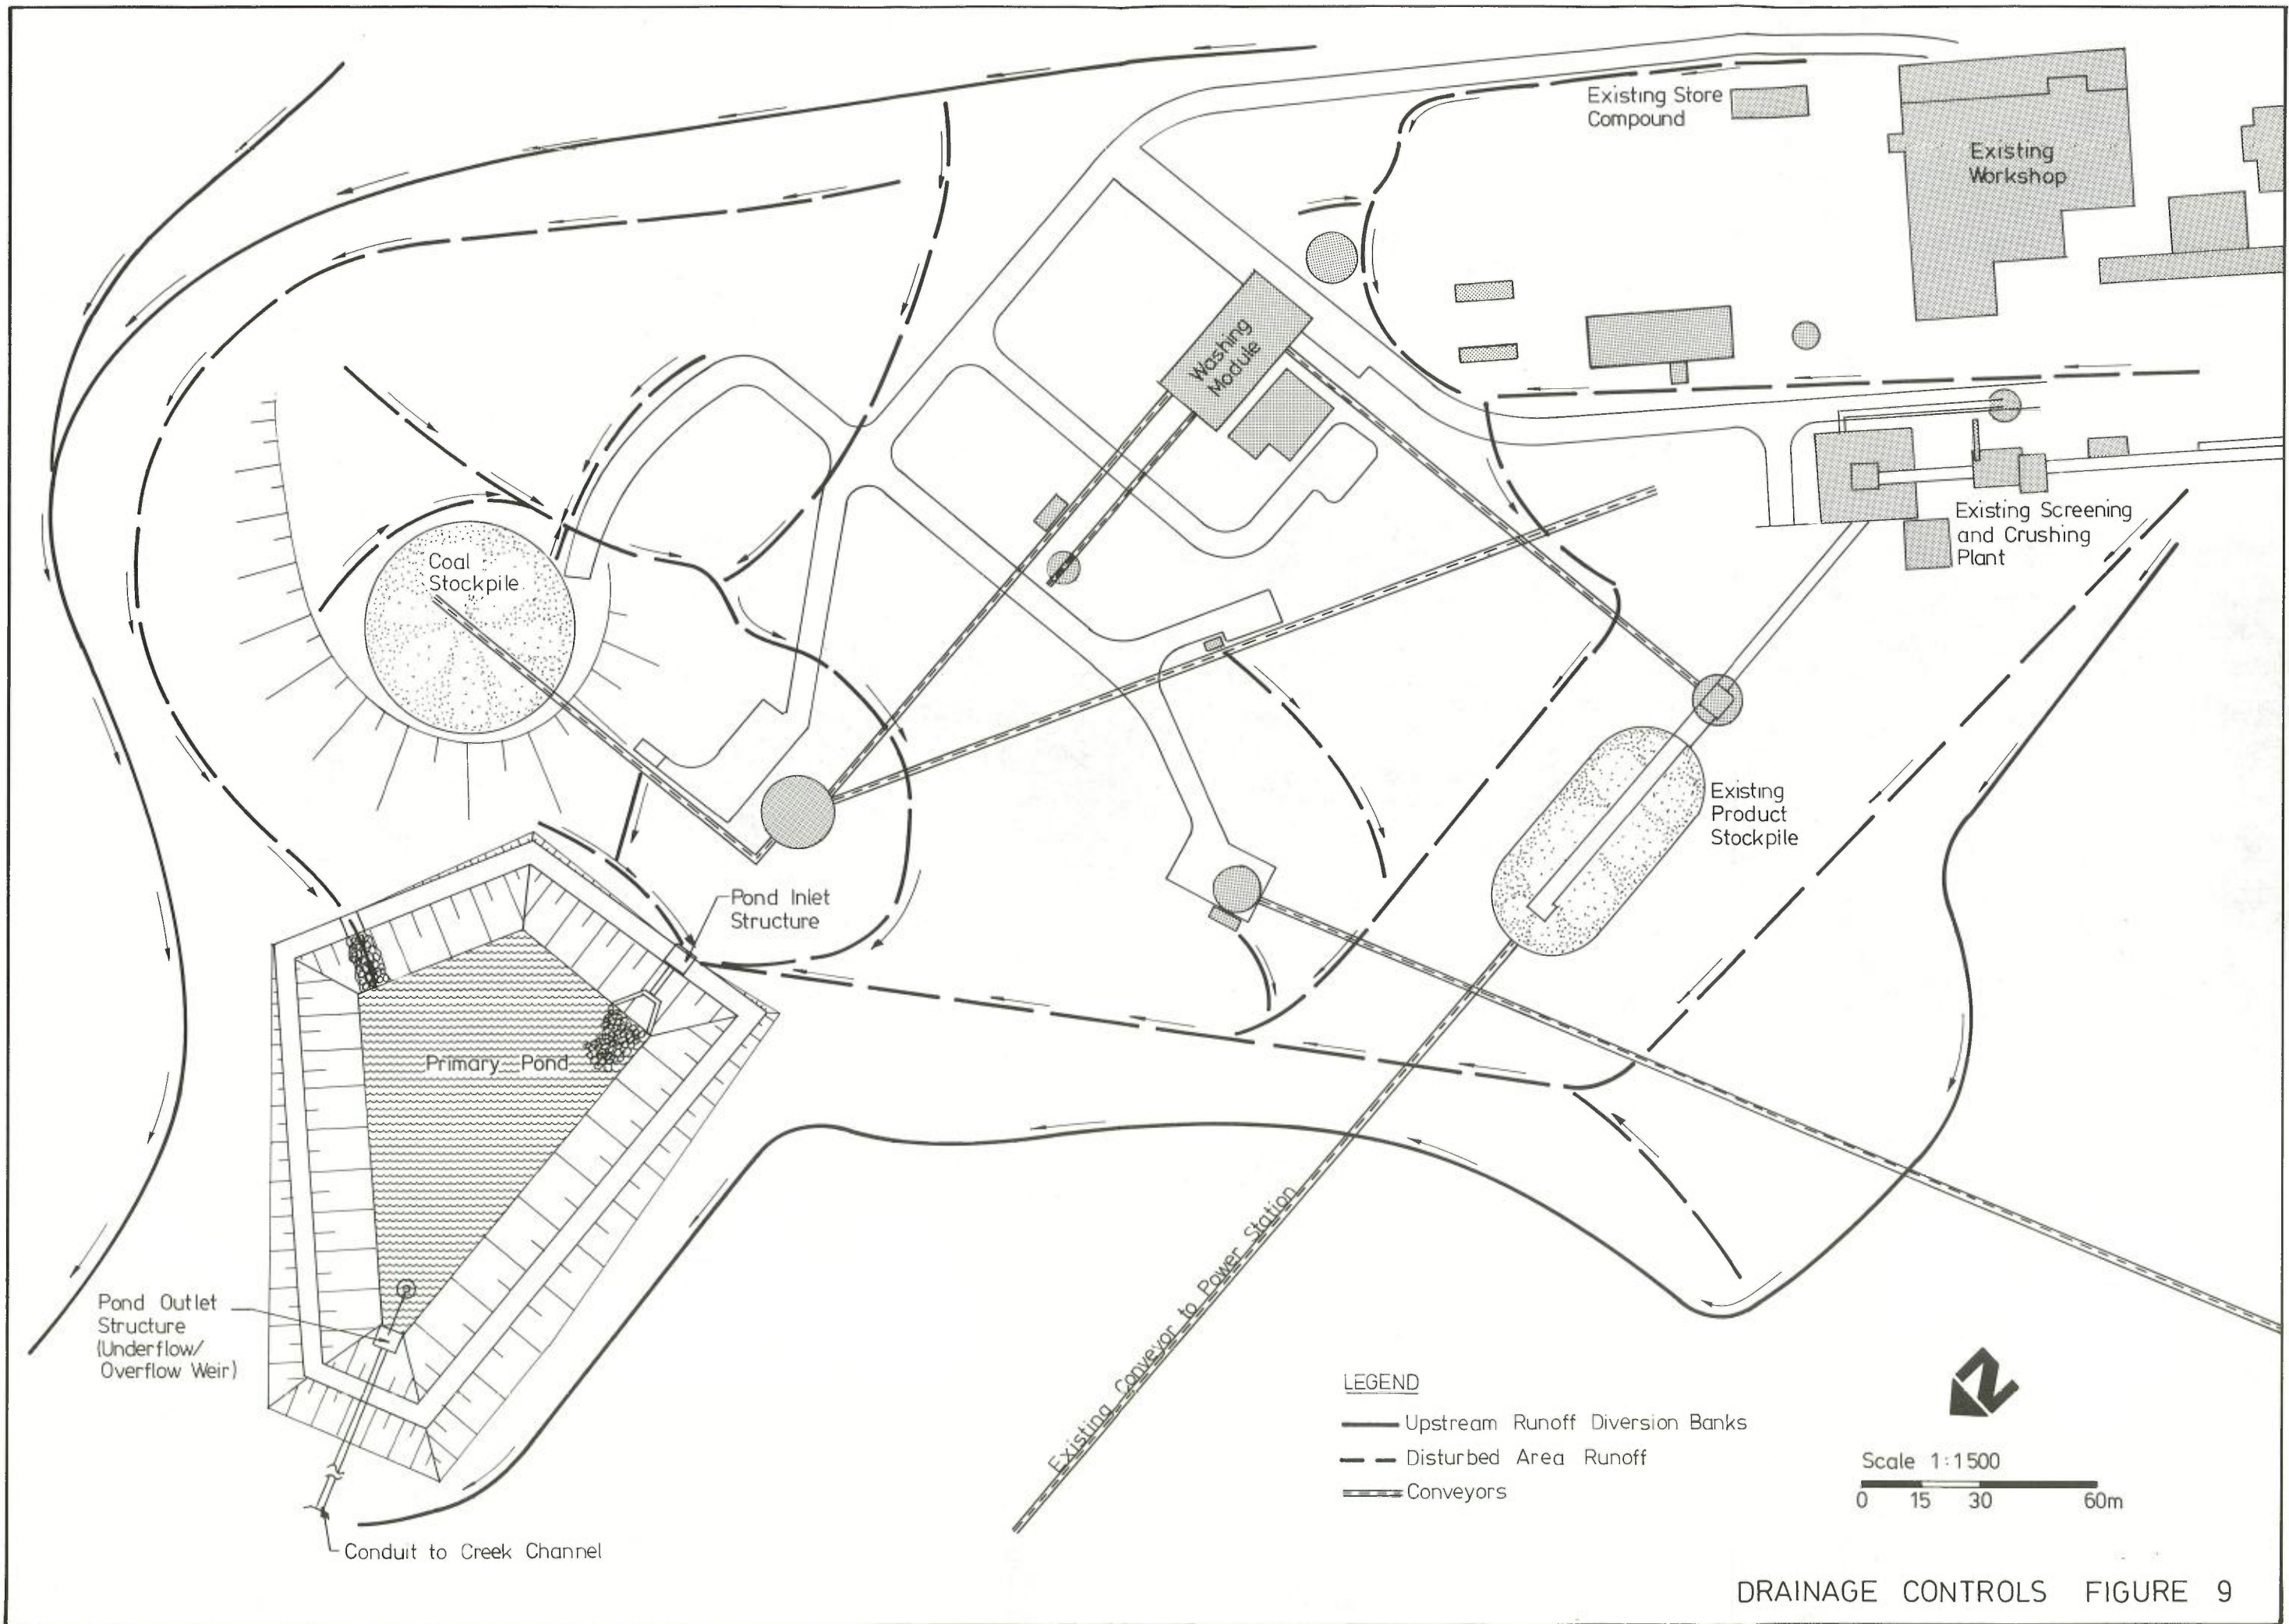 Existing Store
Compound
Existing
Workshop
Washing
Module
Existing Screening
and Crushing
Plant
Coal
Stockpile
Existing
Product
Stockpile
Pond Inlet
Structure
Primary Pond
Existing Conveyor to Power Station
Pond Outlet
Structure
(Underflow/
Overflow Weir)
Conduit to Creek Channel
LEGEND
Upstream Runoff Diversion Banks
Disturbed Area Runoff
Conveyors
N
Scale 1:1500
0 15 30 60m
DRAINAGE CONTROLS FIGURE 9